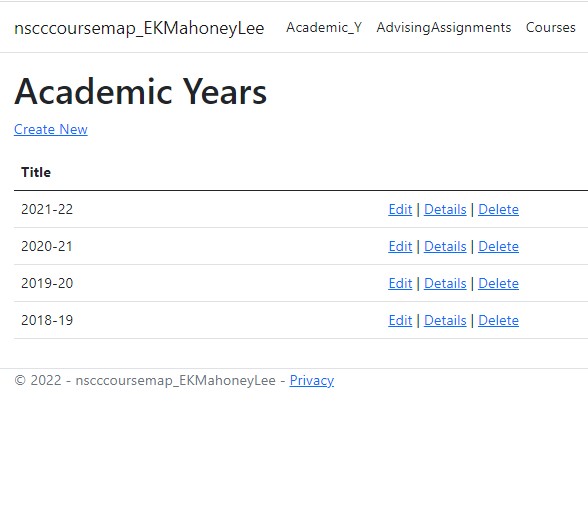 nscccoursemap_EKMahoneyLee Academic_Y AdvisingAssignments Courses
Academic Years
Create New
Title
2021-22 Edit | Details | Delete
2020-21 Edit | Details | Delete
2019-20 Edit | Details | Delete
2018-19 Edit | Details | Delete
© 2022 - nscccoursemap_EKMahoneyLee - Privacy